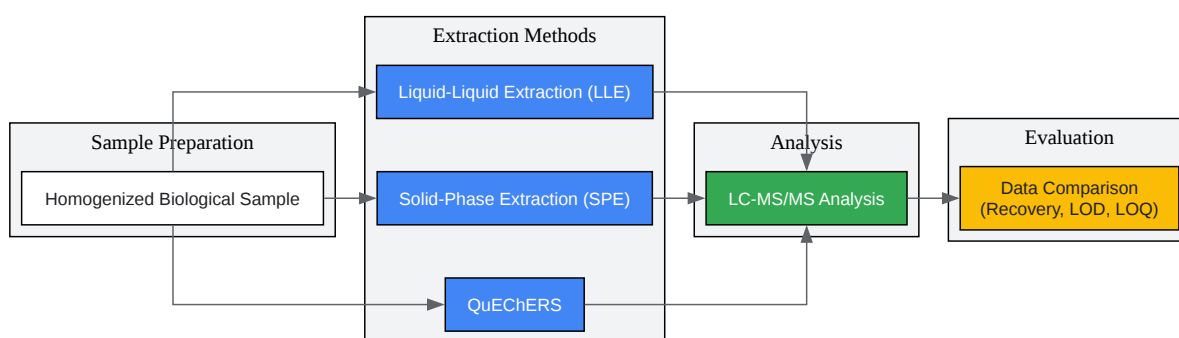 Extraction Methods
Liquid-Liquid Extraction (LLE)
Sample Preparation
Homogenized Biological Sample
Solid-Phase Extraction (SPE)
QuEChERS
Analysis
LC-MS/MS Analysis
Evaluation
Data Comparison
(Recovery, LOD, LOQ)